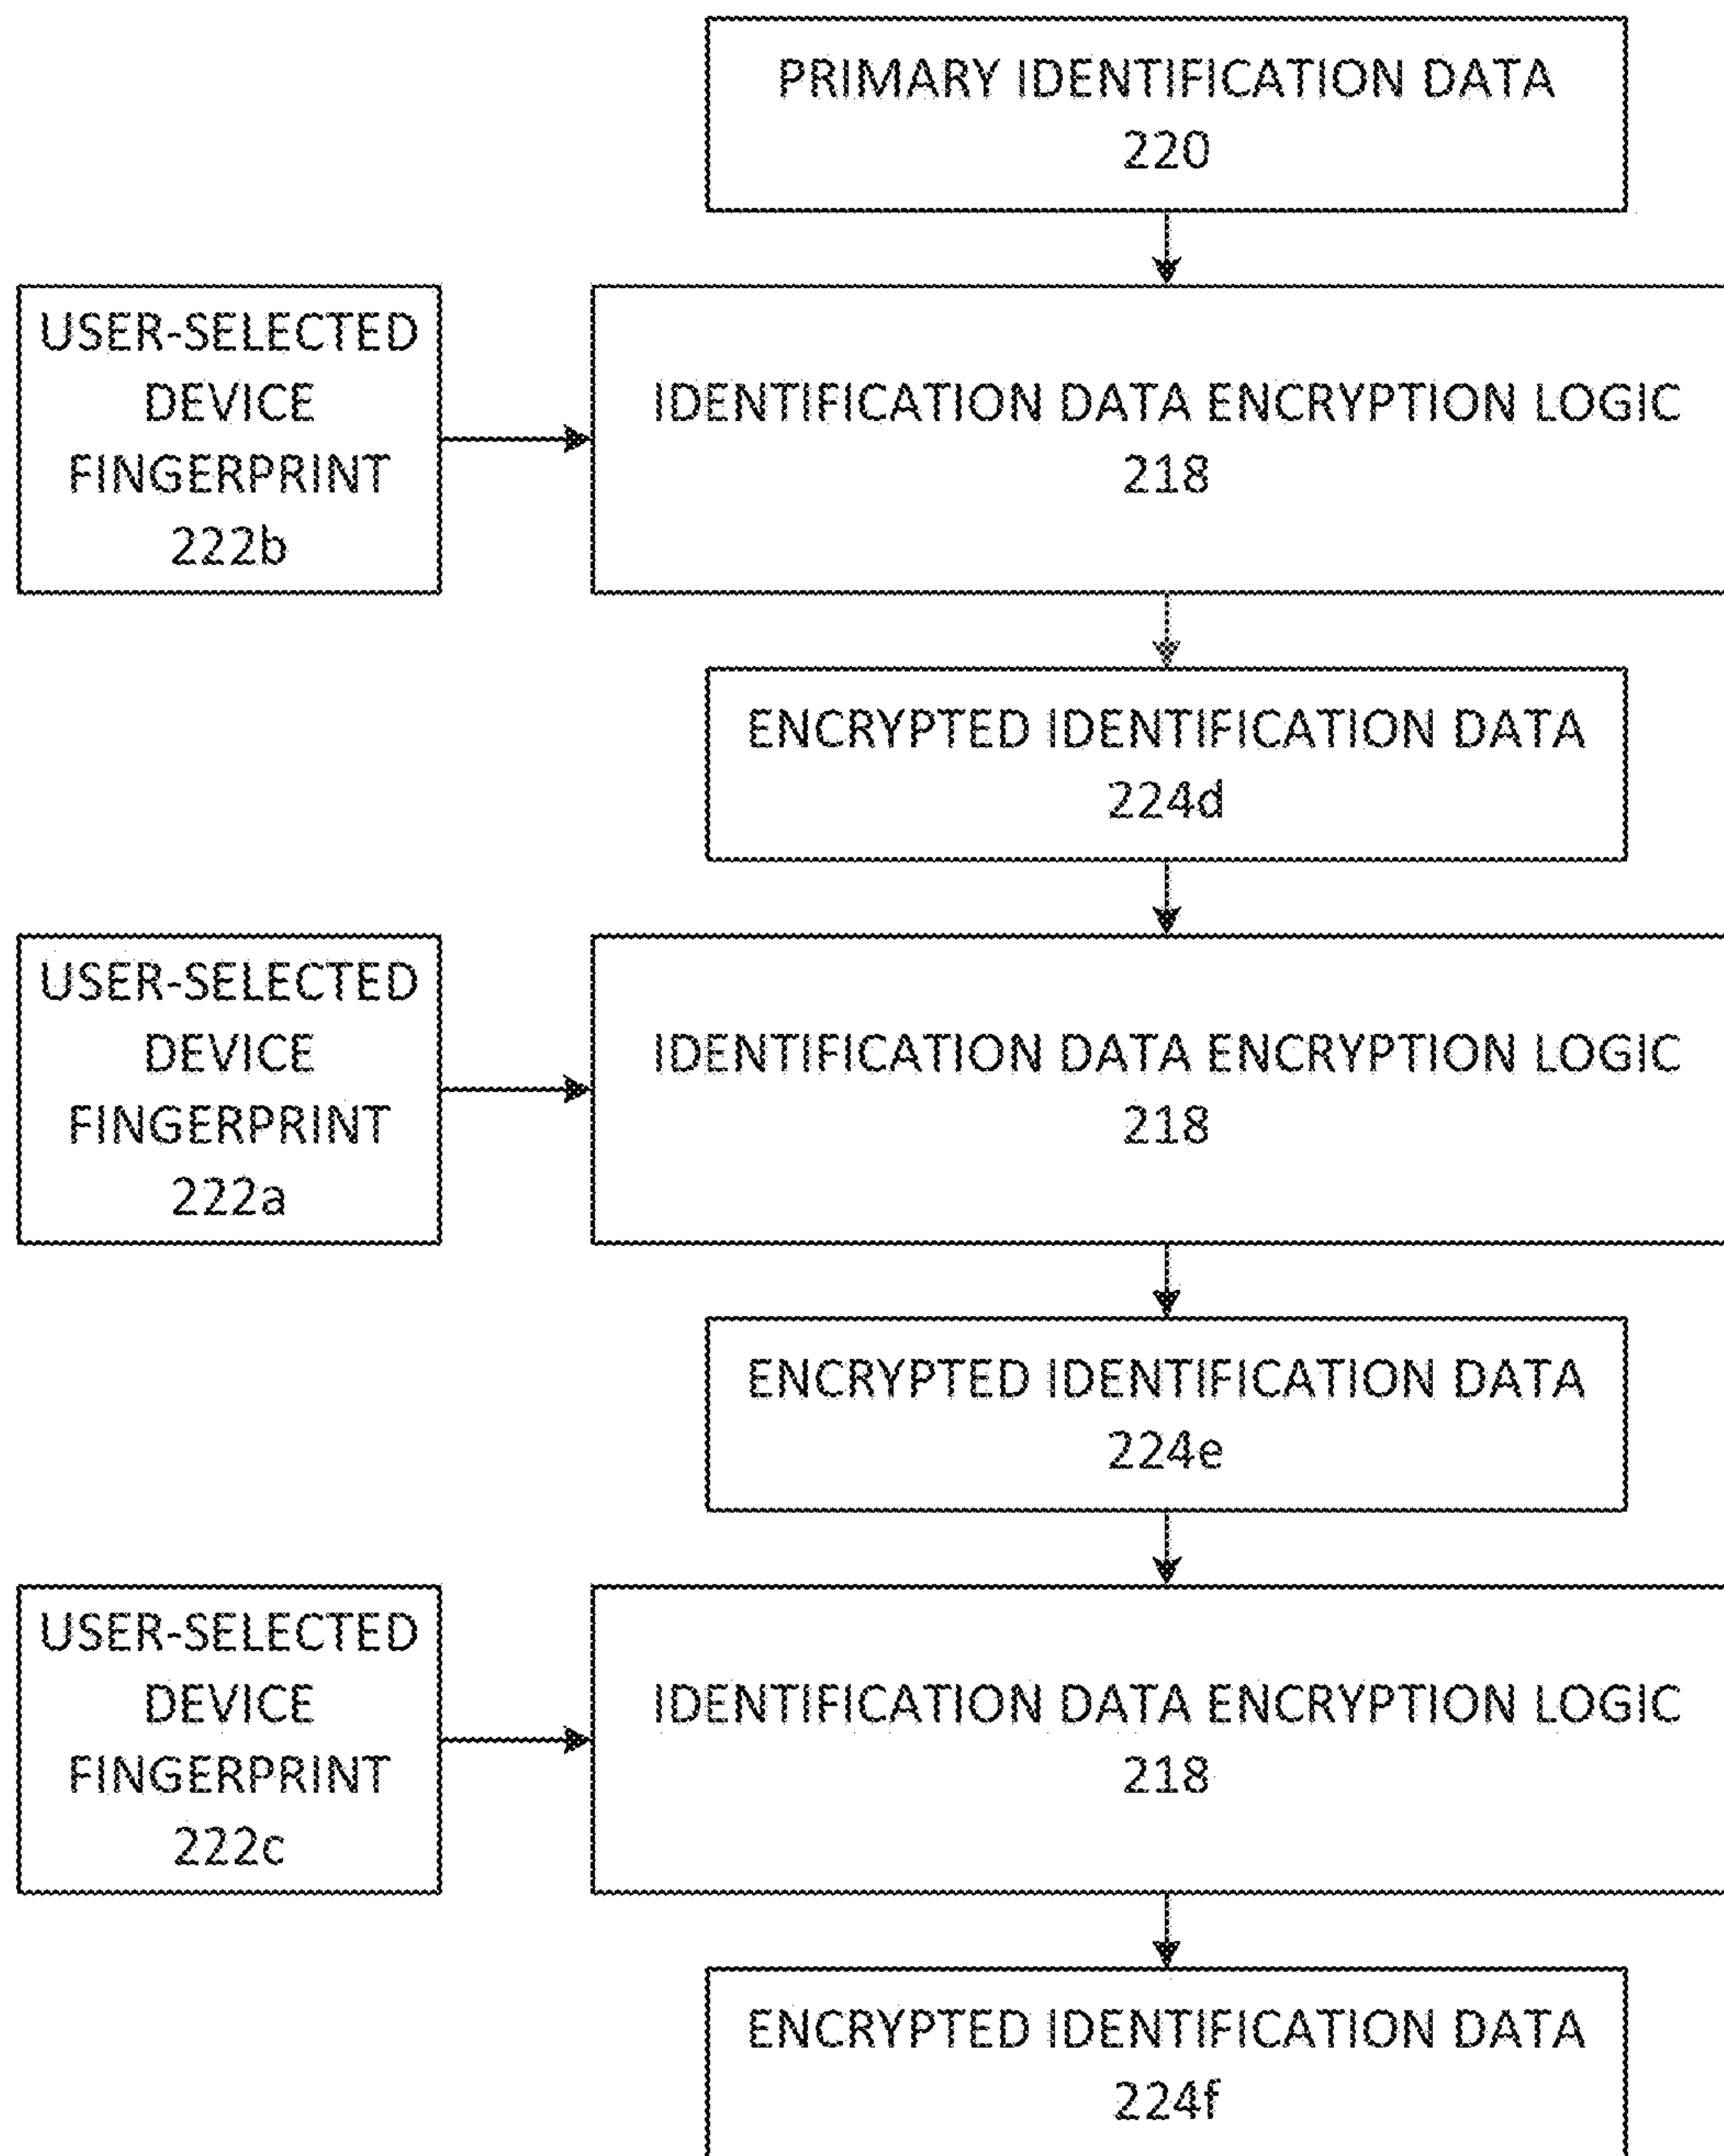 PRIMARY IDENTIFICATION DATA
220
USER-SELECTED
DEVICE
FINGERPRINT
222b
IDENTIFICATION DATA ENCRYPTION LOGIC
218
ENCRYPTED IDENTIFICATION DATA
224d
USER-SELECTED
DEVICE
FINGERPRINT
222a
IDENTIFICATION DATA ENCRYPTION LOGIC
218
ENCRYPTED IDENTIFICATION DATA
224e
USER-SELECTED
DEVICE
FINGERPRINT
222c
IDENTIFICATION DATA ENCRYPTION LOGIC
218
ENCRYPTED IDENTIFICATION DATA
224f